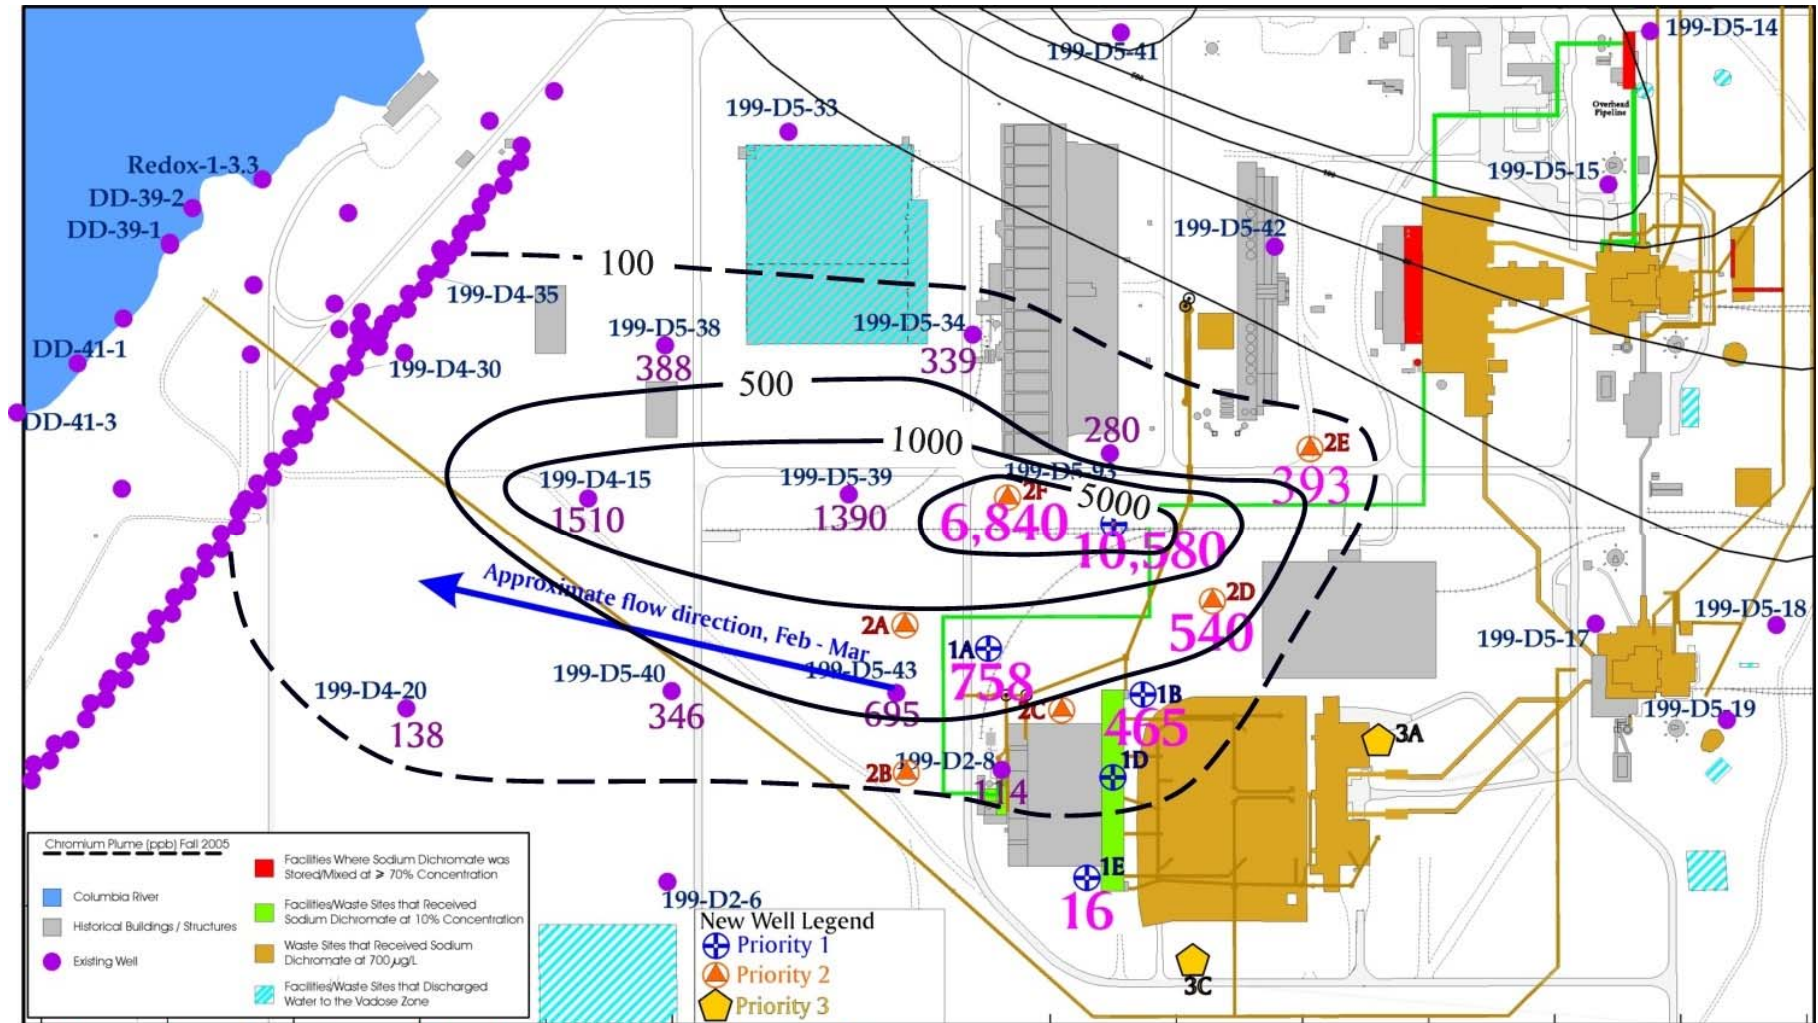 199-D5-14
199-D5-41
Overhead
Pipeline
199-D5-33
Redox-1-3.3
DD-39-2
DD-39-1
199-D5-15
199-D5-42
100
199-D4-35
199-D5-38
388
199-D5-34
339
DD-41-1
199-D4-30
500
DD-41-3
1000
280
2E
393
199-D4-15
1510
199-D5-39
1390
199-D5-93
2F
5000
6,840
10,580
Approximate flow direction, Feb - Mar
2A
2D
540
1A
758
199-D5-17
199-D5-18
199-D5-40
346
199-D5-43
695
199-D4-20
138
2C
1B
465
199-D5-19
3A
2B
199-D2-8
114
1D
1E
16
199-D2-6
3C
Chromium Plume (ppb) Fall 2005
Columbia River
Historical Buildings / Structures
Existing Well
Facilities Where Sodium Dichromate was
Stored/Mixed at ≥ 70% Concentration
Facilities/Waste Sites that Received
Sodium Dichromate at 10% Concentration
Waste Sites that Received Sodium
Dichromate at 700 µg/L
Facilities/Waste Sites that Discharged
Water to the Vadose Zone
New Well Legend
Priority 1
Priority 2
Priority 3